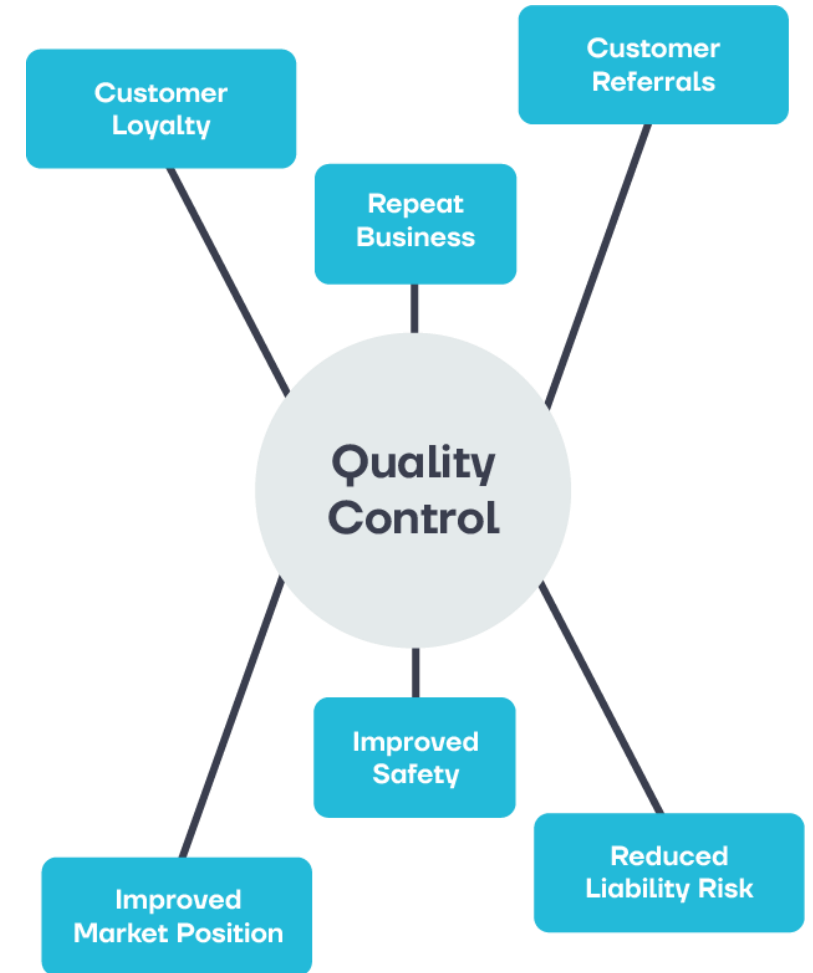 Customer
Loyalty
Customer
Referrals
Repeat
Business
Quality
Control
Improved
Safety
Improved
Market Position
Reduced
Liability Risk